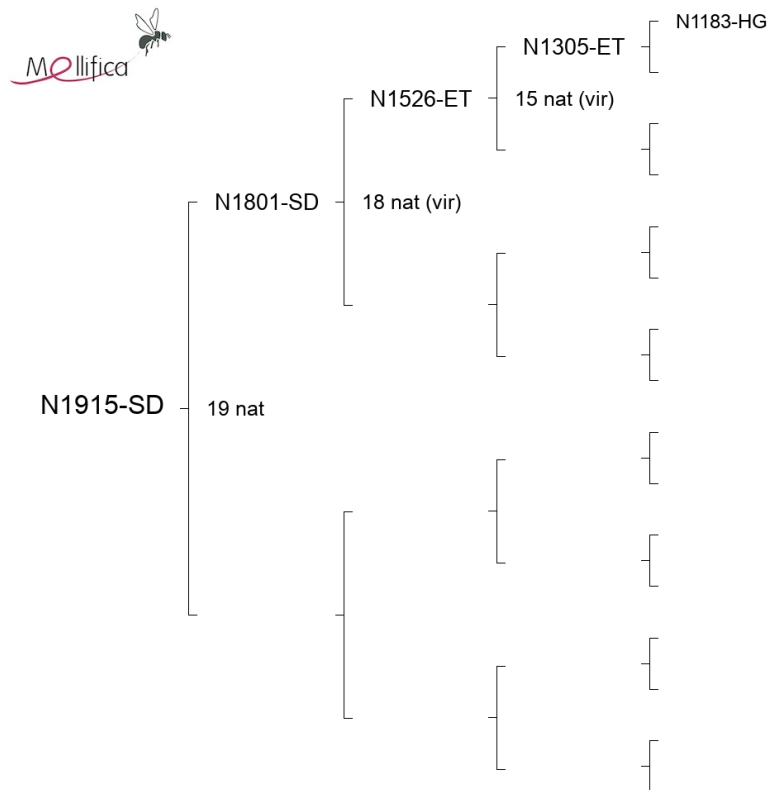 Mellifica
N1183-HG
N1305-ET
N1526-ET
15 nat (vir)
N1801-SD
18 nat (vir)
N1915-SD
19 nat